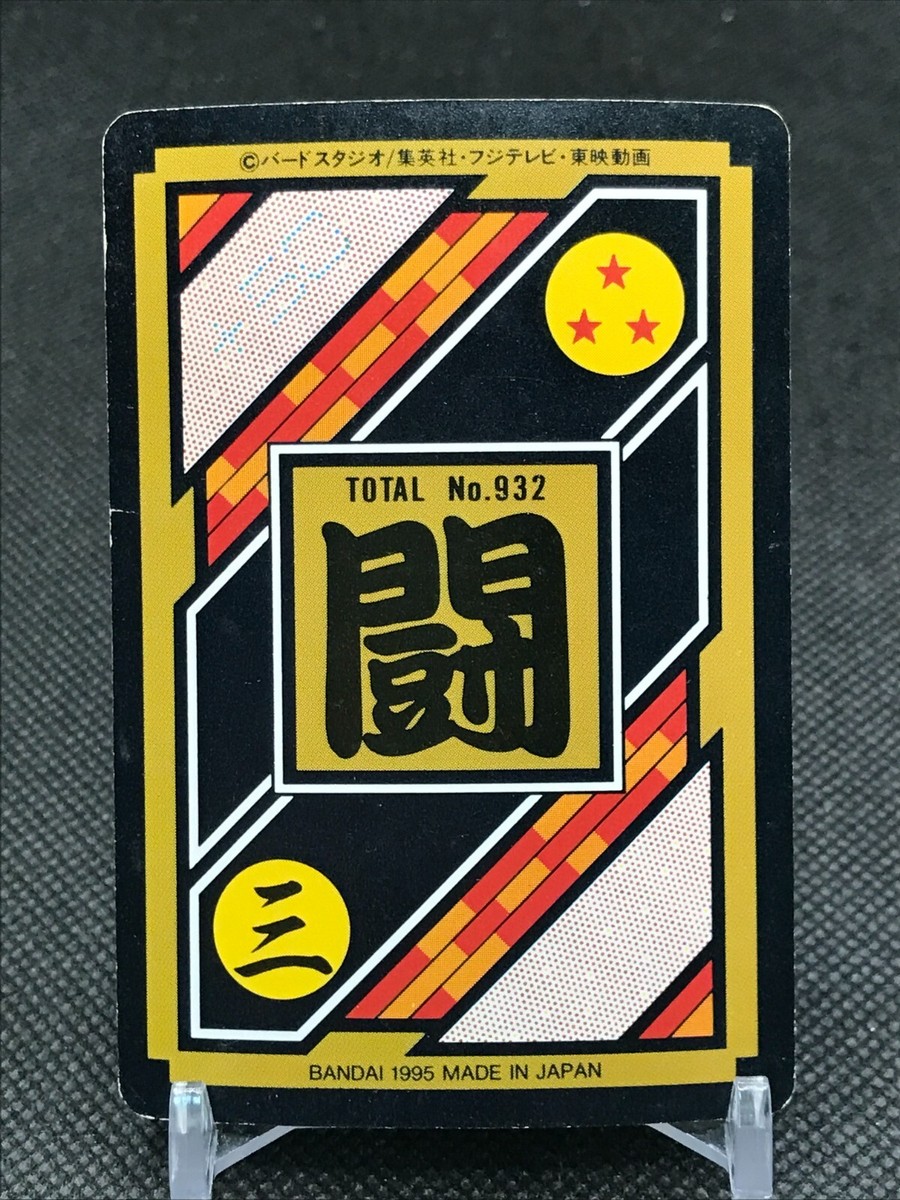 ©バードスタジオ/集英社・フジテレビ・東映動画
TOTAL No.932
闘
三
BANDAI 1995 MADE IN JAPAN